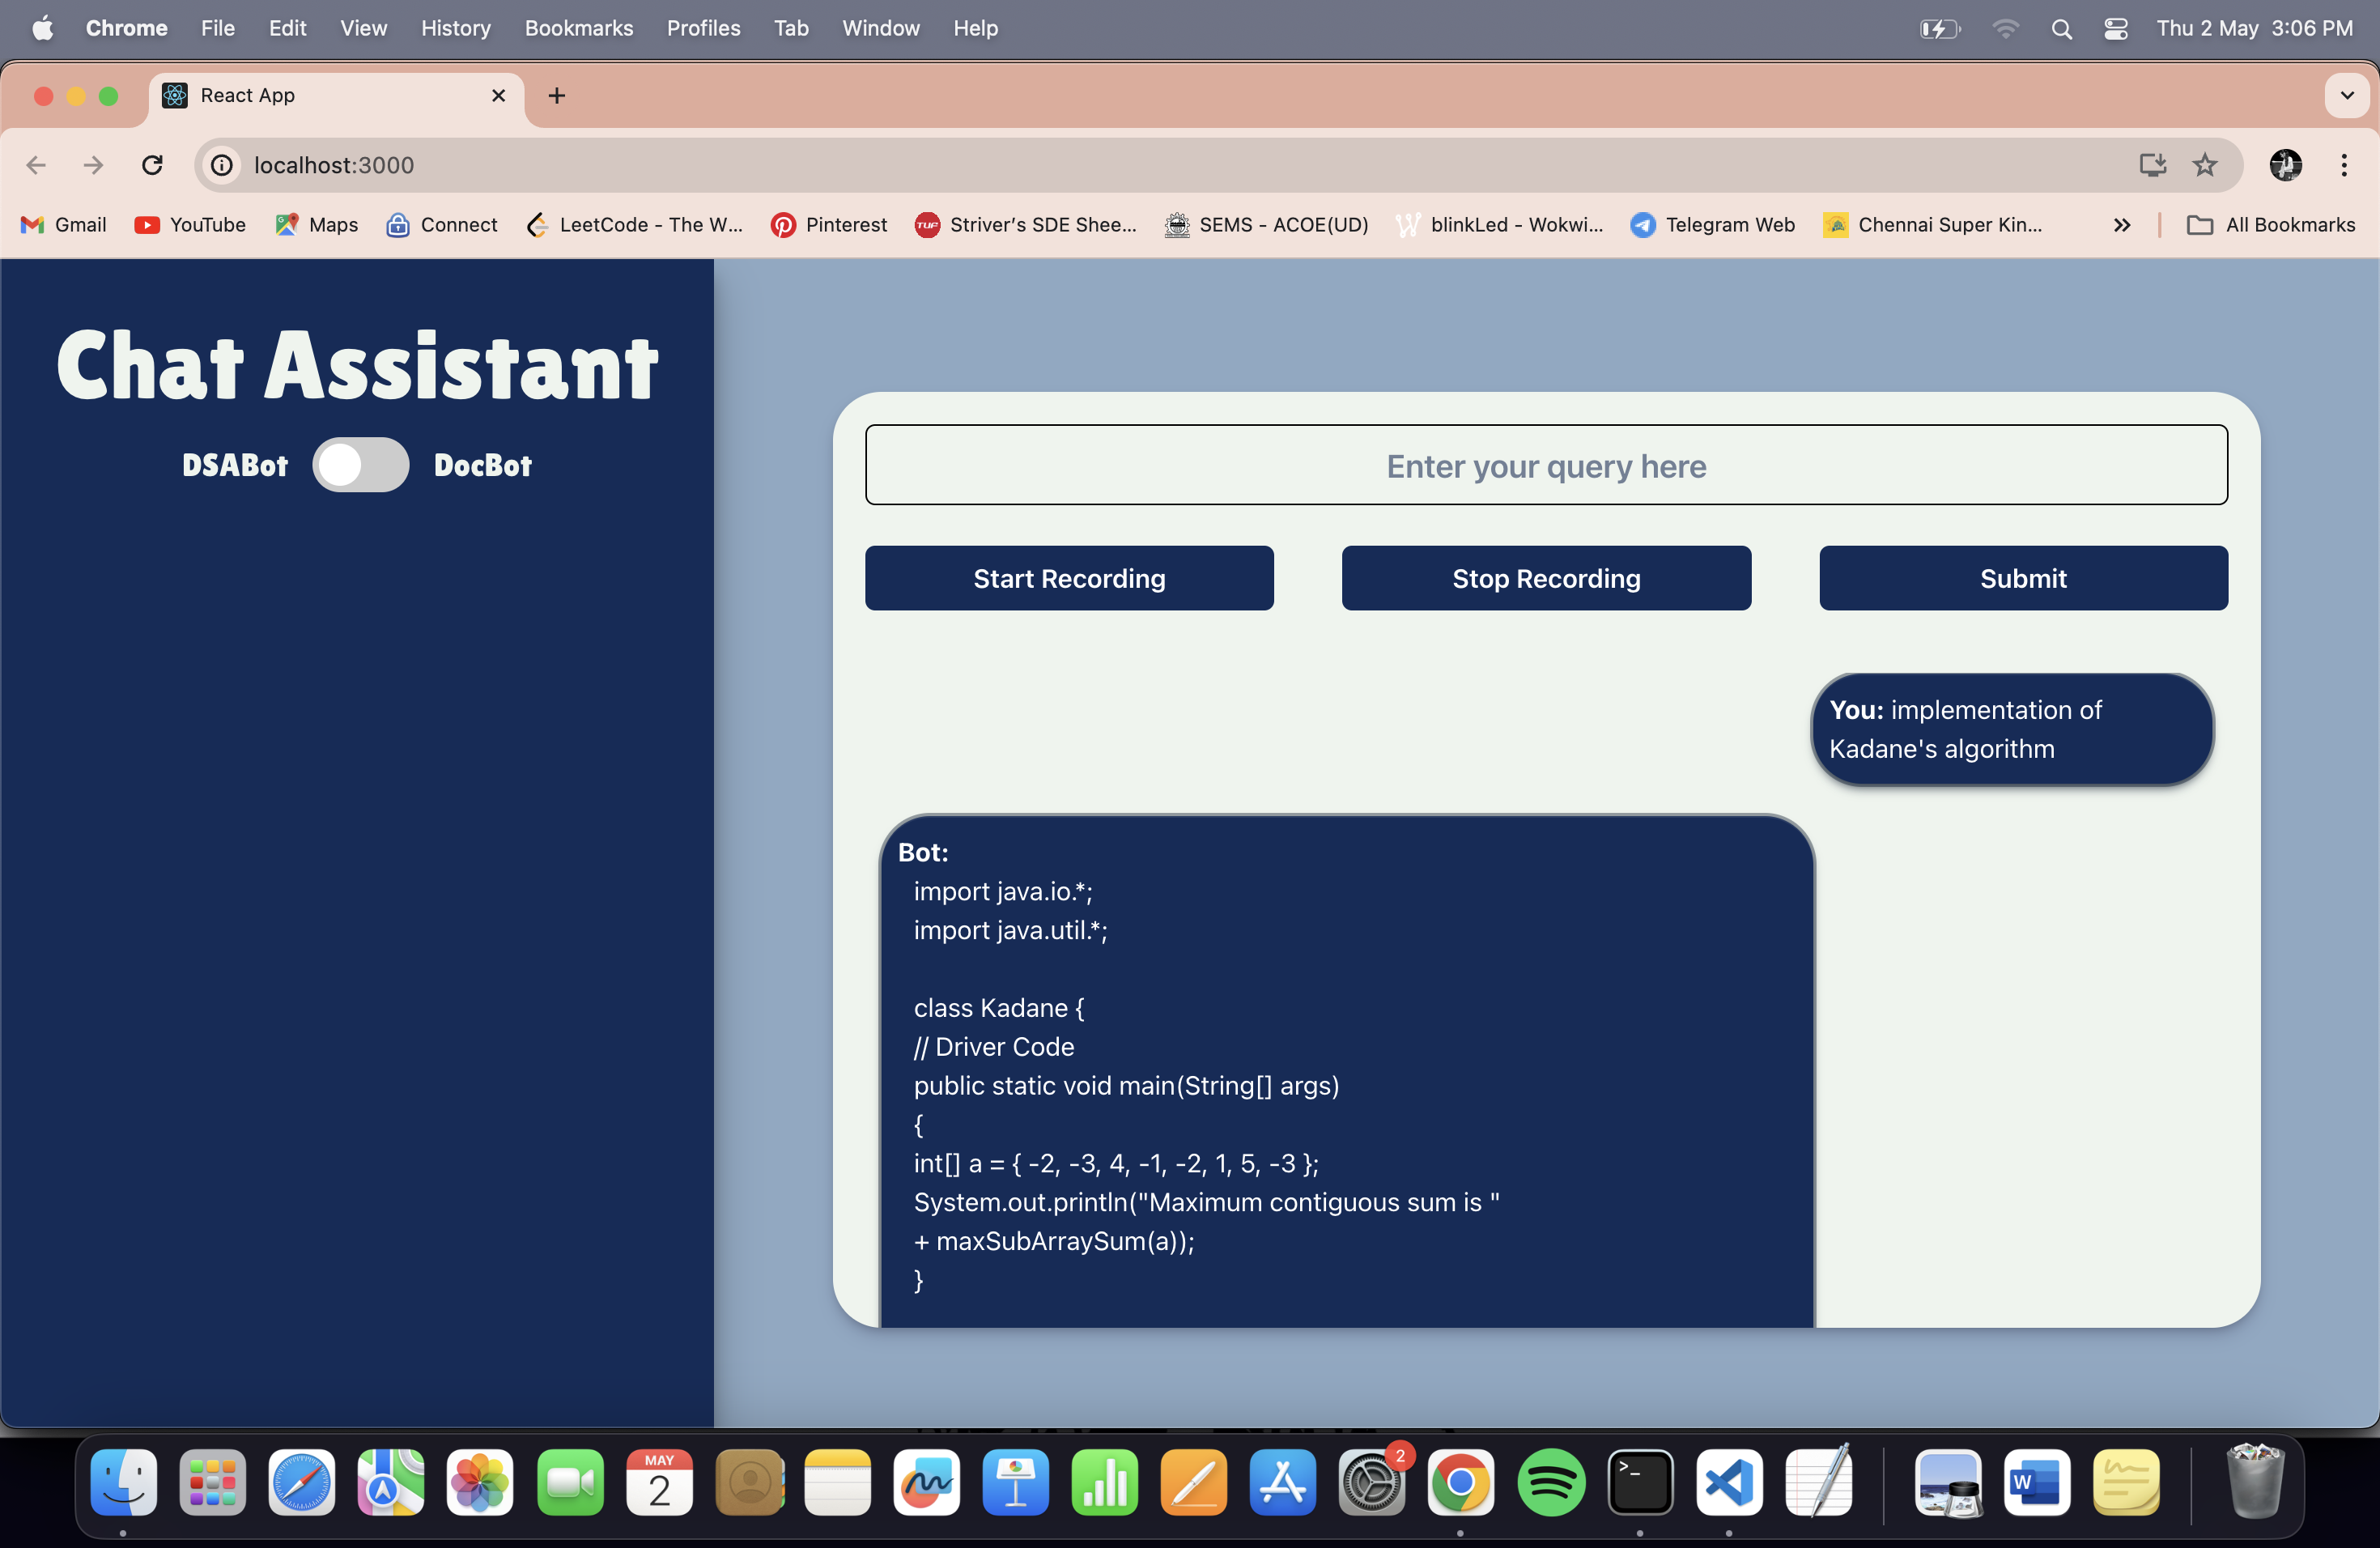 Chrome File Edit View History Bookmarks Profiles Tab Window Help Thu 2 May 3:06 PM
React App
localhost:3000
Gmail YouTube Maps Connect LeetCode - The W... Pinterest TUF Striver's SDE Shee... SEMS - ACOE(UD) blinkLed - Wokwi... Telegram Web Chennai Super Kin... All Bookmarks
Chat Assistant
DSABot DocBot
Enter your query here
Start Recording Stop Recording Submit
You: implementation of
Kadane's algorithm
Bot:
import java.io.*;
import java.util.*;
class Kadane {
// Driver Code
public static void main(String[] args)
{
int[] a = { -2, -3, 4, -1, -2, 1, 5, -3 };
System.out.println("Maximum contiguous sum is "
+ maxSubArraySum(a));
}
MAY
2
2
>_
W